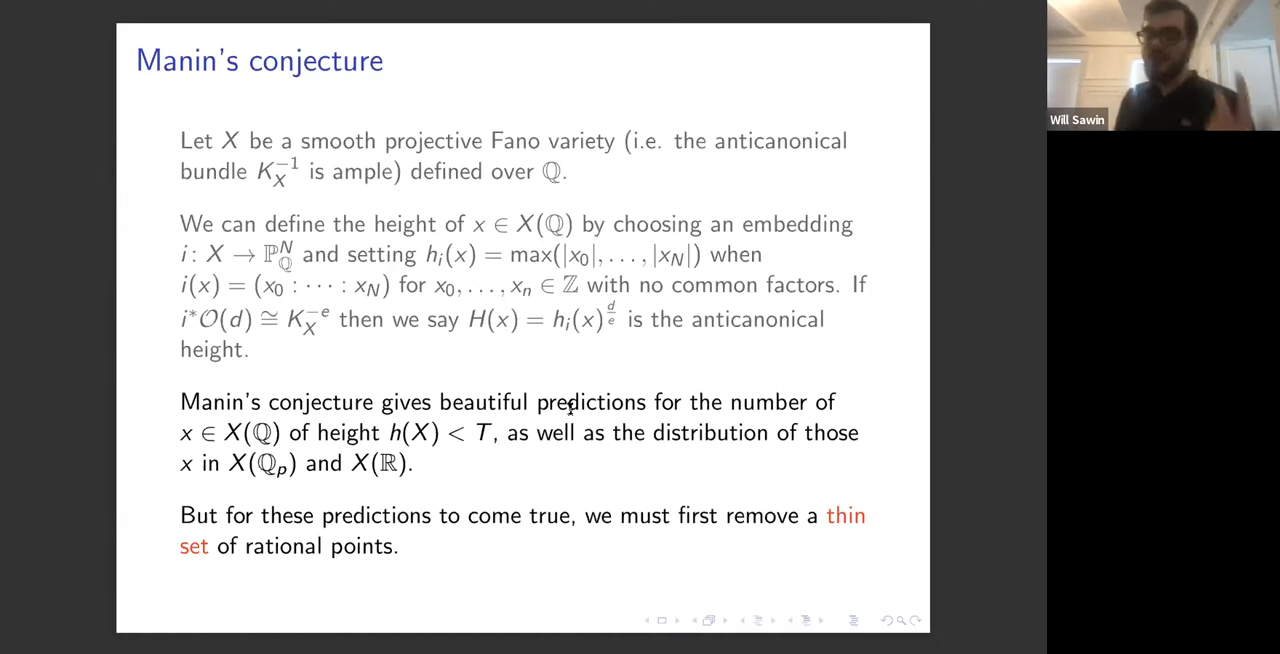 Manin's conjecture
Let X be a smooth projective Fano variety (i.e. the anticanonical
bundle K_X^{-1} is ample) defined over ℚ.
We can define the height of x ∈ X(ℚ) by choosing an embedding
i: X → ℙ_ℚ^N and setting h_i(x) = max(|x_0|, . . . , |x_N|) when
i(x) = (x_0 : · · · : x_N) for x_0, . . . , x_n ∈ ℤ with no common factors. If
i*𝒪(d) ≅ K_X^{-e} then we say H(x) = h_i(x)^{d/e} is the anticanonical
height.
Manin's conjecture gives beautiful predictions for the number of
x ∈ X(ℚ) of height h(X) < T, as well as the distribution of those
x in X(ℚ_p) and X(ℝ).
But for these predictions to come true, we must first remove a thin
set of rational points.
Will Sawin